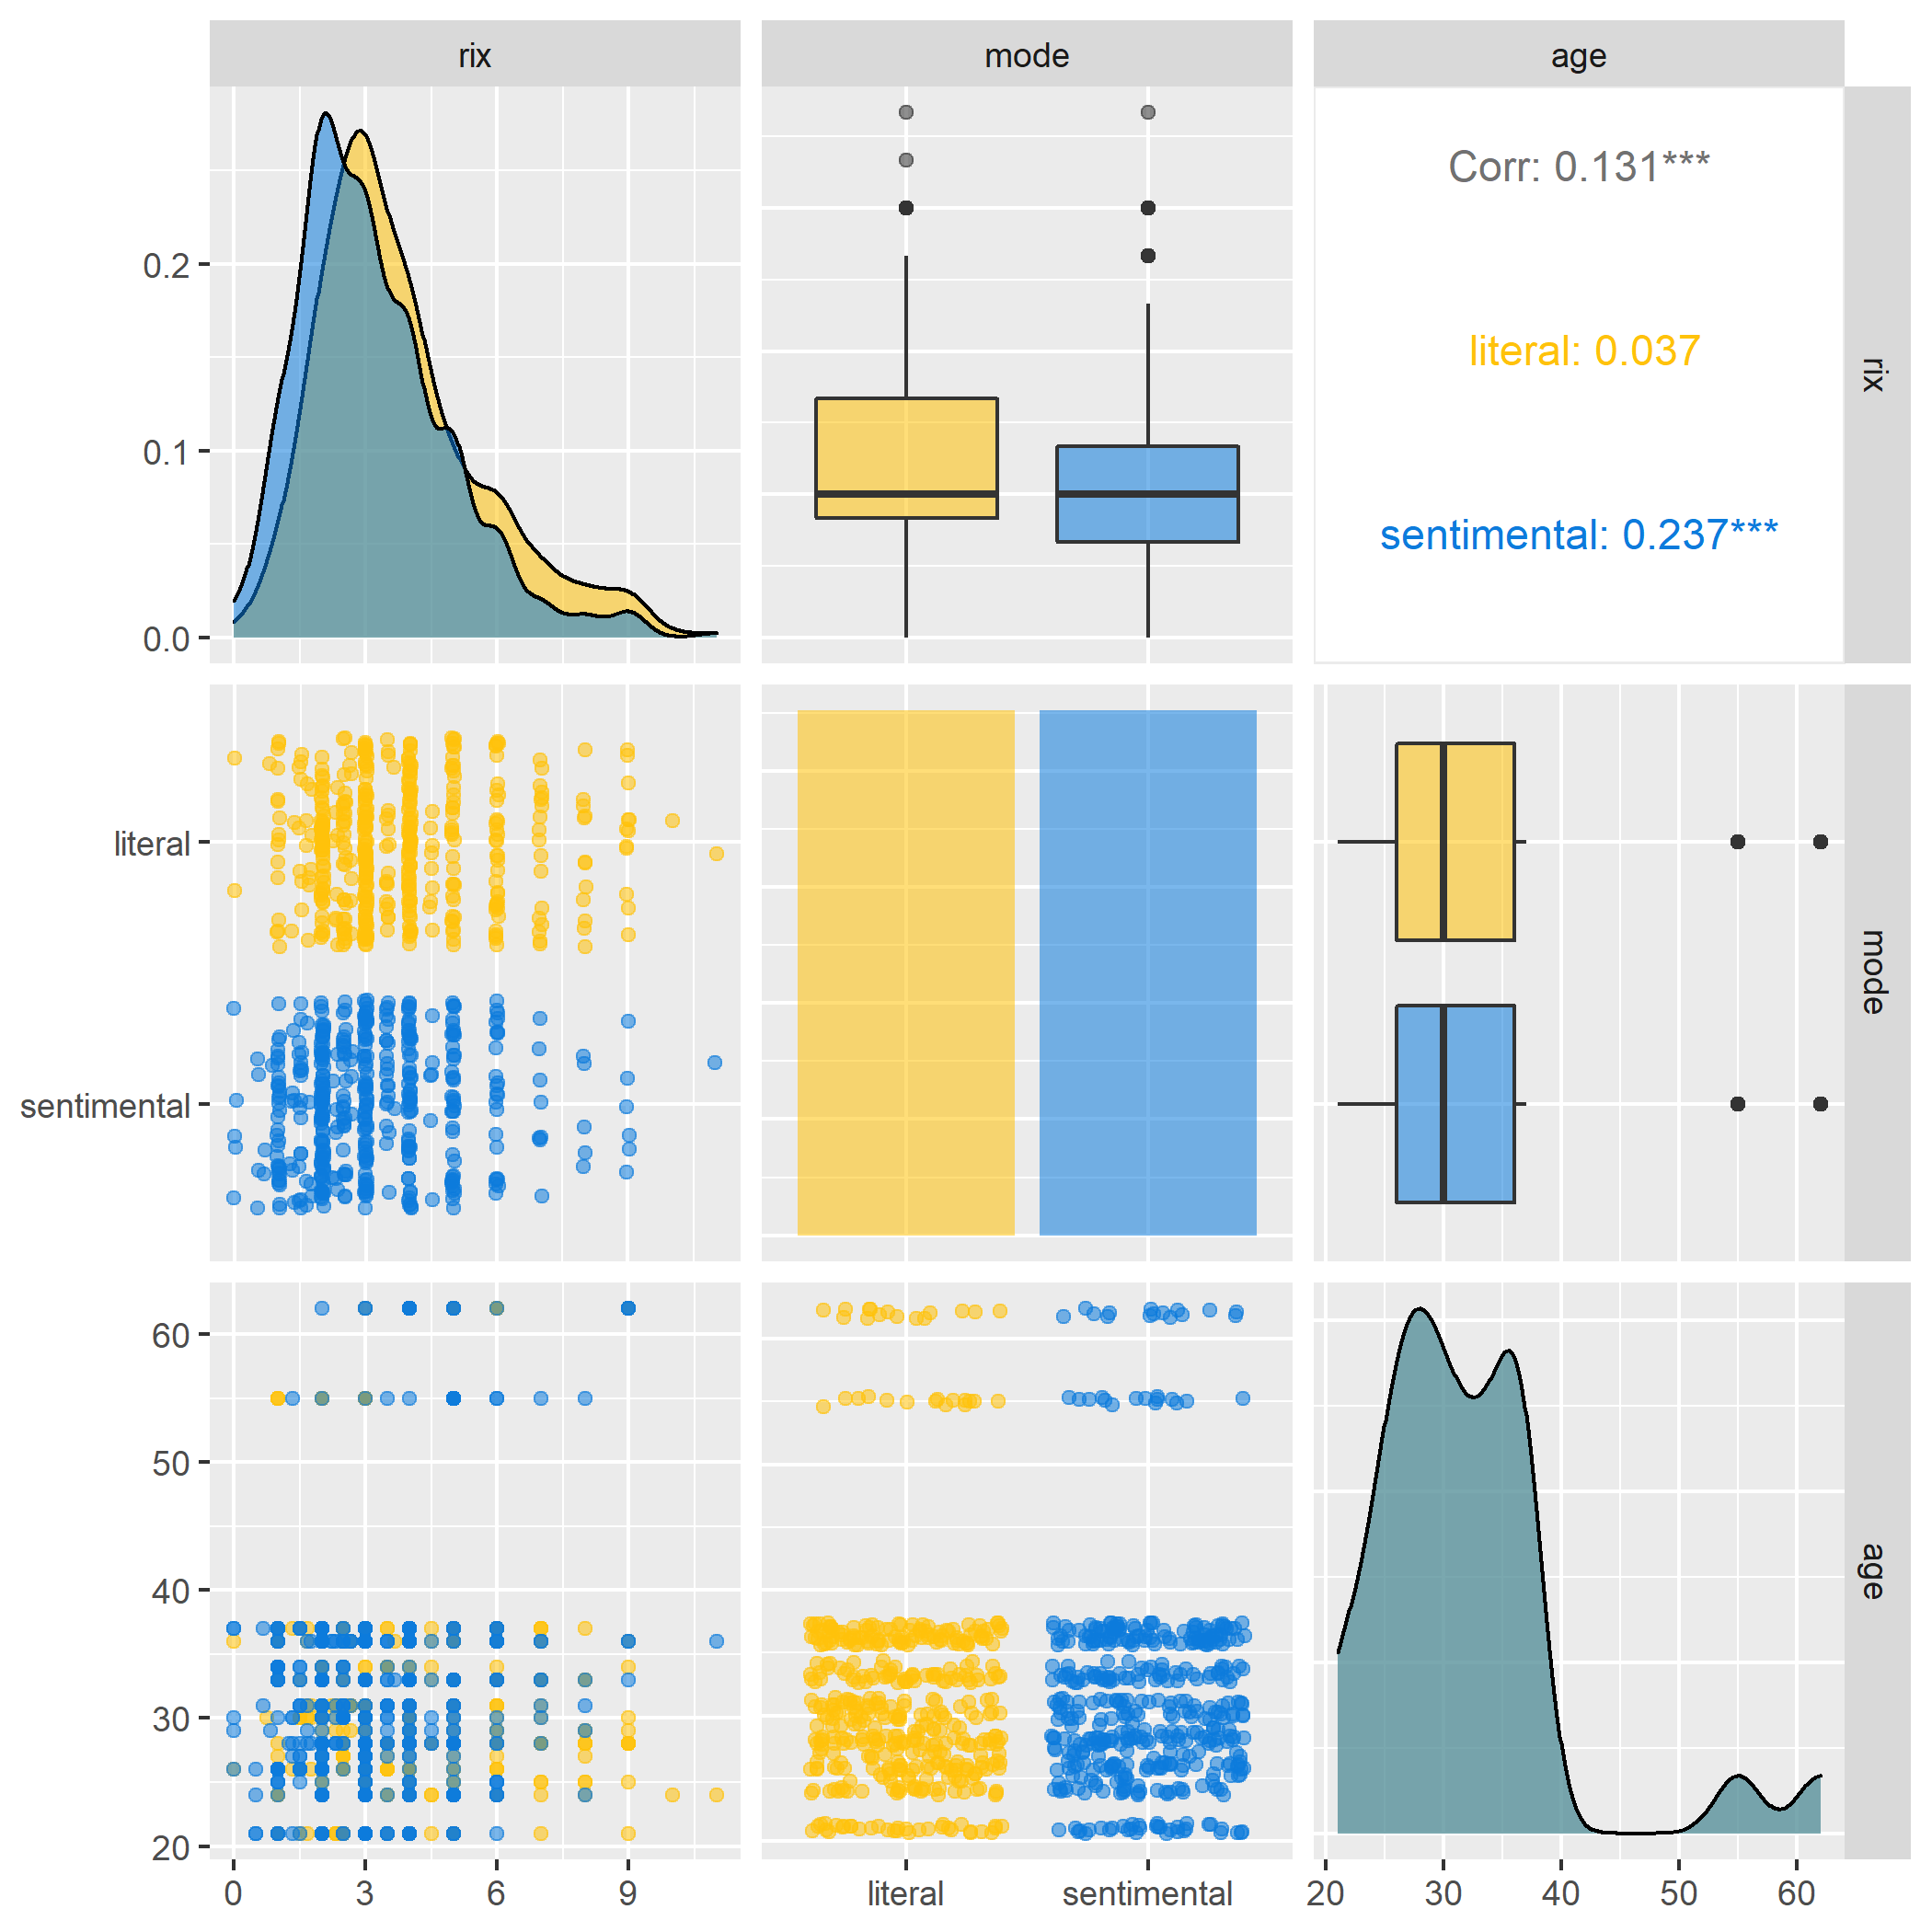 rix
mode
age
0.2
0.1
0.0
Corr: 0.131***
literal: 0.037
sentimental: 0.237***
rix
literal
sentimental
mode
60
50
40
30
20
age
0
3
6
9
literal
sentimental
20
30
40
50
60